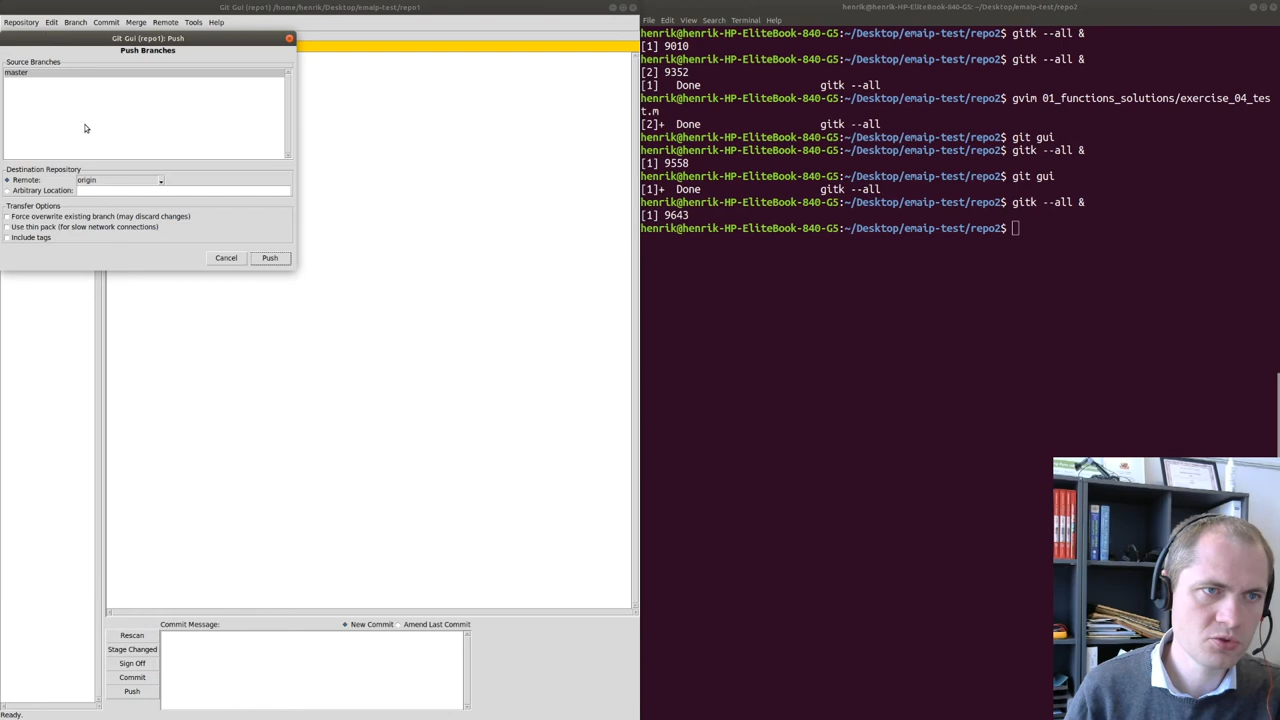 Git Gui (repo1) /home/henrik/Desktop/emaip-test/repo1
Repository Edit Branch Commit Merge Remote Tools Help
Git Gui (repo1): Push
Push Branches
Source Branches
master
Destination Repository
Remote: origin
Arbitrary Location:
Transfer Options
Force overwrite existing branch (may discard changes)
Use thin pack (for slow network connections)
Include tags
Cancel Push
Commit Message: New Commit Amend Last Commit
Rescan
Stage Changed
Sign Off
Commit
Push
Ready.
henrik@henrik-HP-EliteBook-840-G5: ~/Desktop/emaip-test/repo2
File Edit View Search Terminal Help
henrik@henrik-HP-EliteBook-840-G5:~/Desktop/emaip-test/repo2$ gitk --all &
[1] 9010
henrik@henrik-HP-EliteBook-840-G5:~/Desktop/emaip-test/repo2$ gitk --all &
[2] 9352
[1] Done gitk --all
henrik@henrik-HP-EliteBook-840-G5:~/Desktop/emaip-test/repo2$ gvim 01_functions_solutions/exercise_04_tes
t.m
[2]+ Done gitk --all
henrik@henrik-HP-EliteBook-840-G5:~/Desktop/emaip-test/repo2$ git gui
henrik@henrik-HP-EliteBook-840-G5:~/Desktop/emaip-test/repo2$ gitk --all &
[1] 9558
henrik@henrik-HP-EliteBook-840-G5:~/Desktop/emaip-test/repo2$ git gui
[1]+ Done gitk --all
henrik@henrik-HP-EliteBook-840-G5:~/Desktop/emaip-test/repo2$ gitk --all &
[1] 9643
henrik@henrik-HP-EliteBook-840-G5:~/Desktop/emaip-test/repo2$